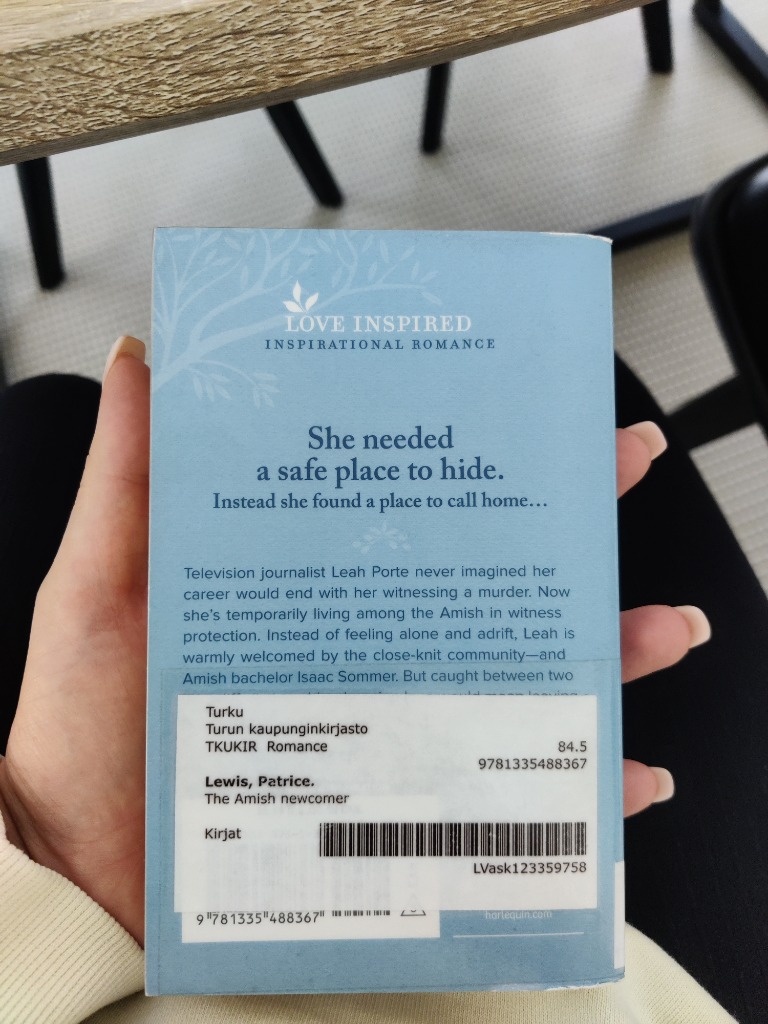 LOVE INSPIRED
INSPIRATIONAL ROMANCE
She needed
a safe place to hide.
Instead she found a place to call home...
Television journalist Leah Porte never imagined her
career would end with her witnessing a murder. Now
she's temporarily living among the Amish in witness
protection. Instead of feeling alone and adrift, Leah is
warmly welcomed by the close-knit community—and
Amish bachelor Isaac Sommer. But caught between two
Turku
Turun kaupunginkirjasto
TKUKIR Romance 84.5
9781335488367
Lewis, Patrice.
The Amish newcomer
Kirjat
LVask123359758
9 781335 488367
harlequin.com